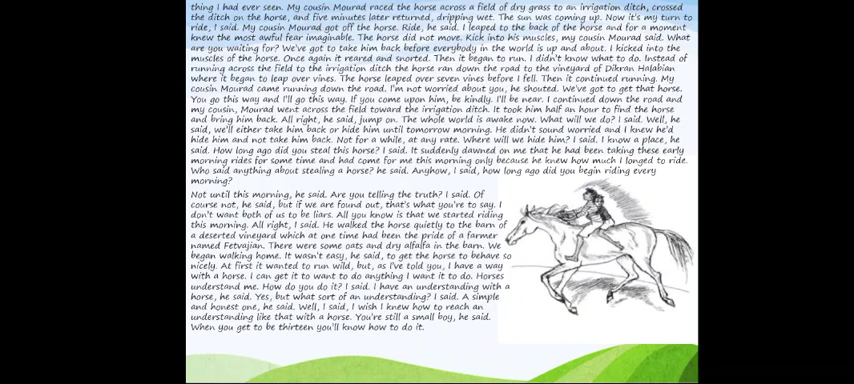 thing I had ever seen. My cousin Mourad raced the horse across a field of dry grass to an irrigation ditch, crossed
the ditch on the horse, and five minutes later returned, dripping wet. The sun was coming up. Now it's my turn to
ride, I said. My cousin Mourad got off the horse. Ride, he said. I leaped to the back of the horse and for a moment
knew the most awful fear imaginable. The horse did not move. Kick into his muscles, my cousin Mourad said. What
are you waiting for? We've got to take him back before everybody in the world is up and about. I kicked into the
muscles of the horse. Once again it reared and snorted. Then it began to run. I didn't know what to do. Instead of
running across the field to the irrigation ditch the horse ran down the road to the vineyard of Dikran Halabian
where it began to leap over vines. The horse leaped over seven vines before I fell. Then it continued running. My
cousin Mourad came running down the road. I'm not worried about you, he shouted. We've got to get that horse.
You go this way and I'll go this way. If you come upon him, be kindly. I'll be near. I continued down the road and
my cousin, Mourad went across the field toward the irrigation ditch. It took him half an hour to find the horse
and bring him back. All right, he said, jump on. The whole world is awake now. What will we do? I said. Well, he
said, we'll either take him back or hide him until tomorrow morning. He didn't sound worried and I knew he'd
hide him and not take him back. Not for a while, at any rate. Where will we hide him? I said. I know a place, he
said. How long ago did you steal this horse? I said. It suddenly dawned on me that he had been taking these early
morning rides for some time and had come for me this morning only because he knew how much I longed to ride.
Who said anything about stealing a horse? he said. Anyhow, I said, how long ago did you begin riding every
morning?
Not until this morning, he said. Are you telling the truth? I said. Of
course not, he said, but if we are found out, that's what you're to say. I
don't want both of us to be liars. All you know is that we started riding
this morning. All right, I said. He walked the horse quietly to the barn of
a deserted vineyard which at one time had been the pride of a farmer
named Fetvajian. There were some oats and dry alfalfa in the barn. We
began walking home. It wasn't easy, he said, to get the horse to behave so
nicely. At first it wanted to run wild, but, as I've told you, I have a way
with a horse. I can get it to want to do anything I want it to do. Horses
understand me. How do you do it? I said. I have an understanding with a
horse, he said. Yes, but what sort of an understanding? I said. A simple
and honest one, he said. Well, I said, I wish I knew how to reach an
understanding like that with a horse. You're still a small boy, he said.
When you get to be thirteen you'll know how to do it.